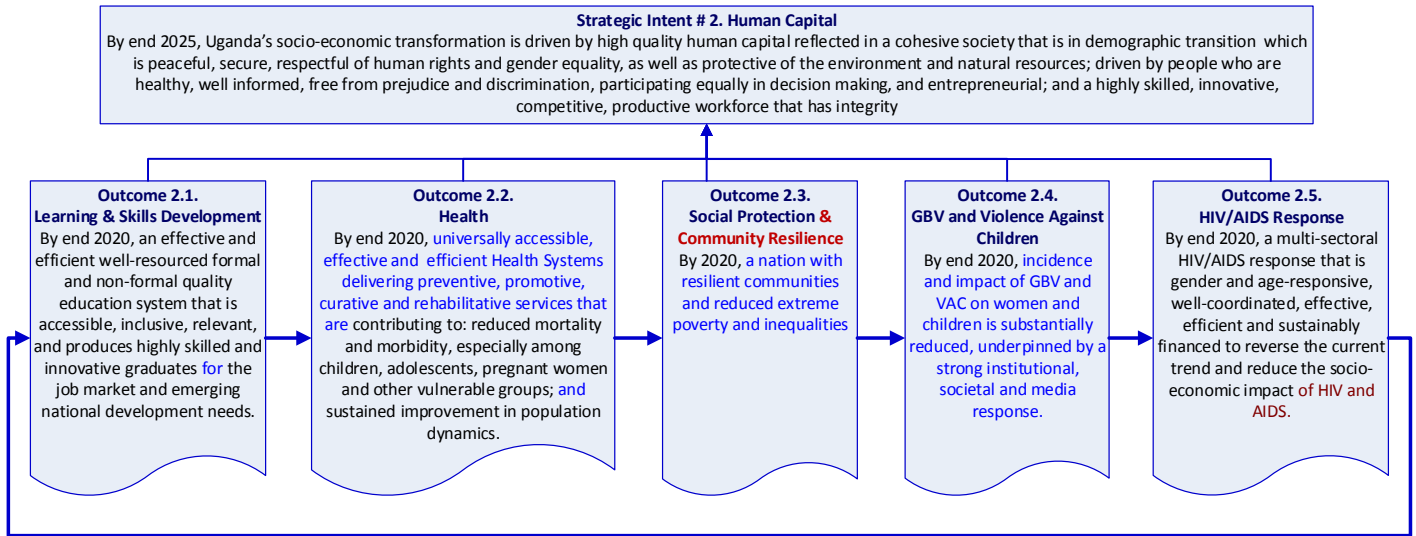 Strategic Intent # 2. Human Capital
By end 2025, Uganda’s socio-economic transformation is driven by high quality human capital reflected in a cohesive society that is in demographic transition which
is peaceful, secure, respectful of human rights and gender equality, as well as protective of the environment and natural resources; driven by people who are
healthy, well informed, free from prejudice and discrimination, participating equally in decision making, and entrepreneurial; and a highly skilled, innovative,
competitive, productive workforce that has integrity
Outcome 2.1.
Learning & Skills Development
By end 2020, an effective and
efficient well-resourced formal
and non-formal quality
education system that is
accessible, inclusive, relevant,
and produces highly skilled and
innovative graduates for the
job market and emerging
national development needs.
Outcome 2.2.
Health
By end 2020, universally accessible,
effective and efficient Health Systems
delivering preventive, promotive,
curative and rehabilitative services that
are contributing to: reduced mortality
and morbidity, especially among
children, adolescents, pregnant women
and other vulnerable groups; and
sustained improvement in population
dynamics.
Outcome 2.3.
Social Protection &
Community Resilience
By 2020, a nation with
resilient communities
and reduced extreme
poverty and inequalities
Outcome 2.4.
GBV and Violence Against
Children
By end 2020, incidence
and impact of GBV and
VAC on women and
children is substantially
reduced, underpinned by a
strong institutional,
societal and media
response.
Outcome 2.5.
HIV/AIDS Response
By end 2020, a multi-sectoral
HIV/AIDS response that is
gender and age-responsive,
well-coordinated, effective,
efficient and sustainably
financed to reverse the current
trend and reduce the socio-
economic impact of HIV and
AIDS.